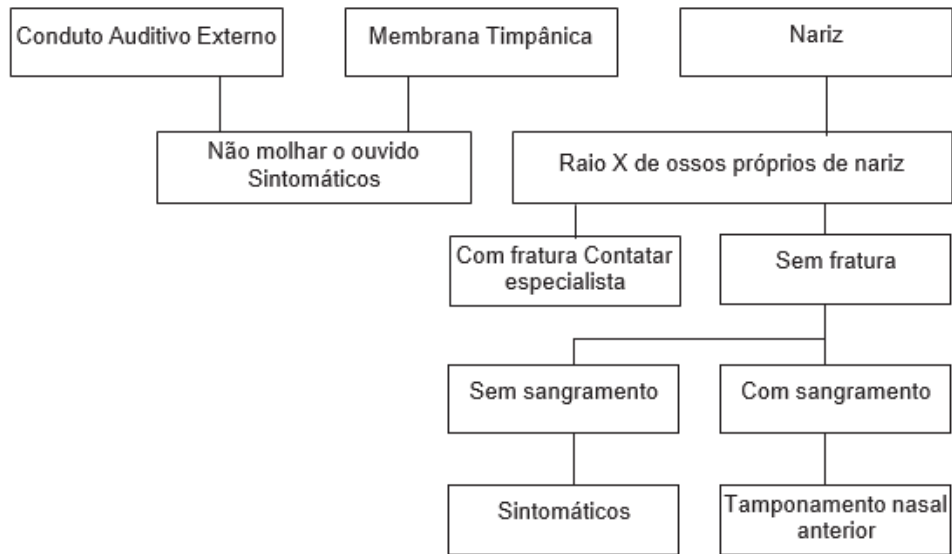 Conduto Auditivo Externo
Membrana Timpânica
Nariz
Não molhar o ouvido
Sintomáticos
Raio X de ossos próprios de nariz
Com fratura Contatar
especialista
Sem fratura
Sem sangramento
Com sangramento
Sintomáticos
Tamponamento nasal
anterior